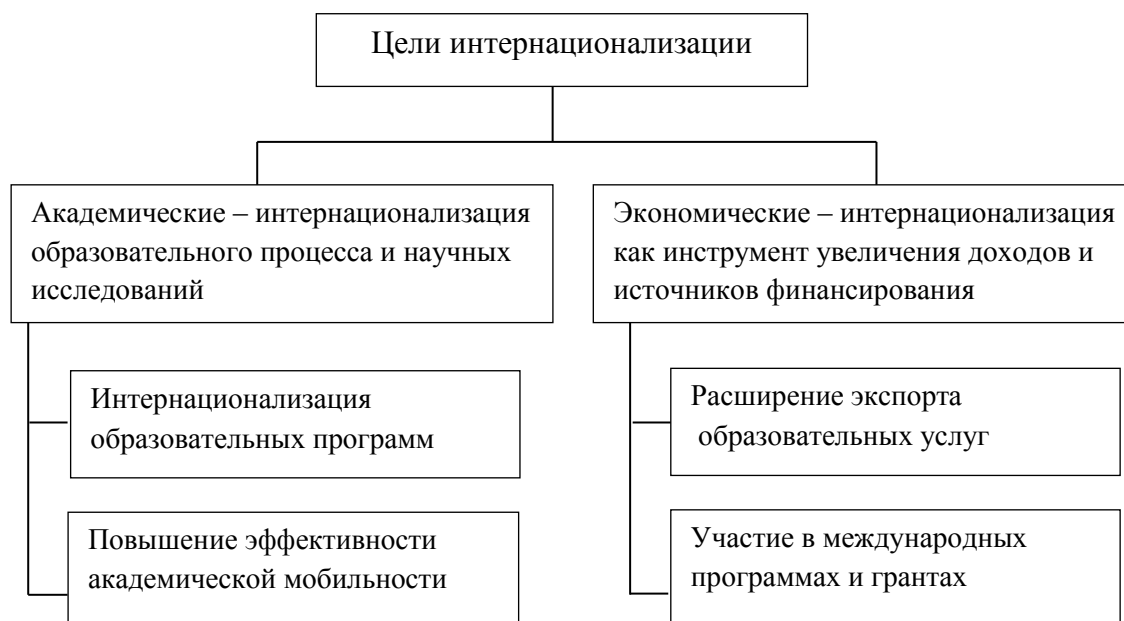 Цели интернационализации
Академические – интернационализация
образовательного процесса и научных
исследований
Экономические – интернационализация
как инструмент увеличения доходов и
источников финансирования
Интернационализация
образовательных программ
Расширение экспорта
образовательных услуг
Повышение эффективности
академической мобильности
Участие в международных
программах и грантах